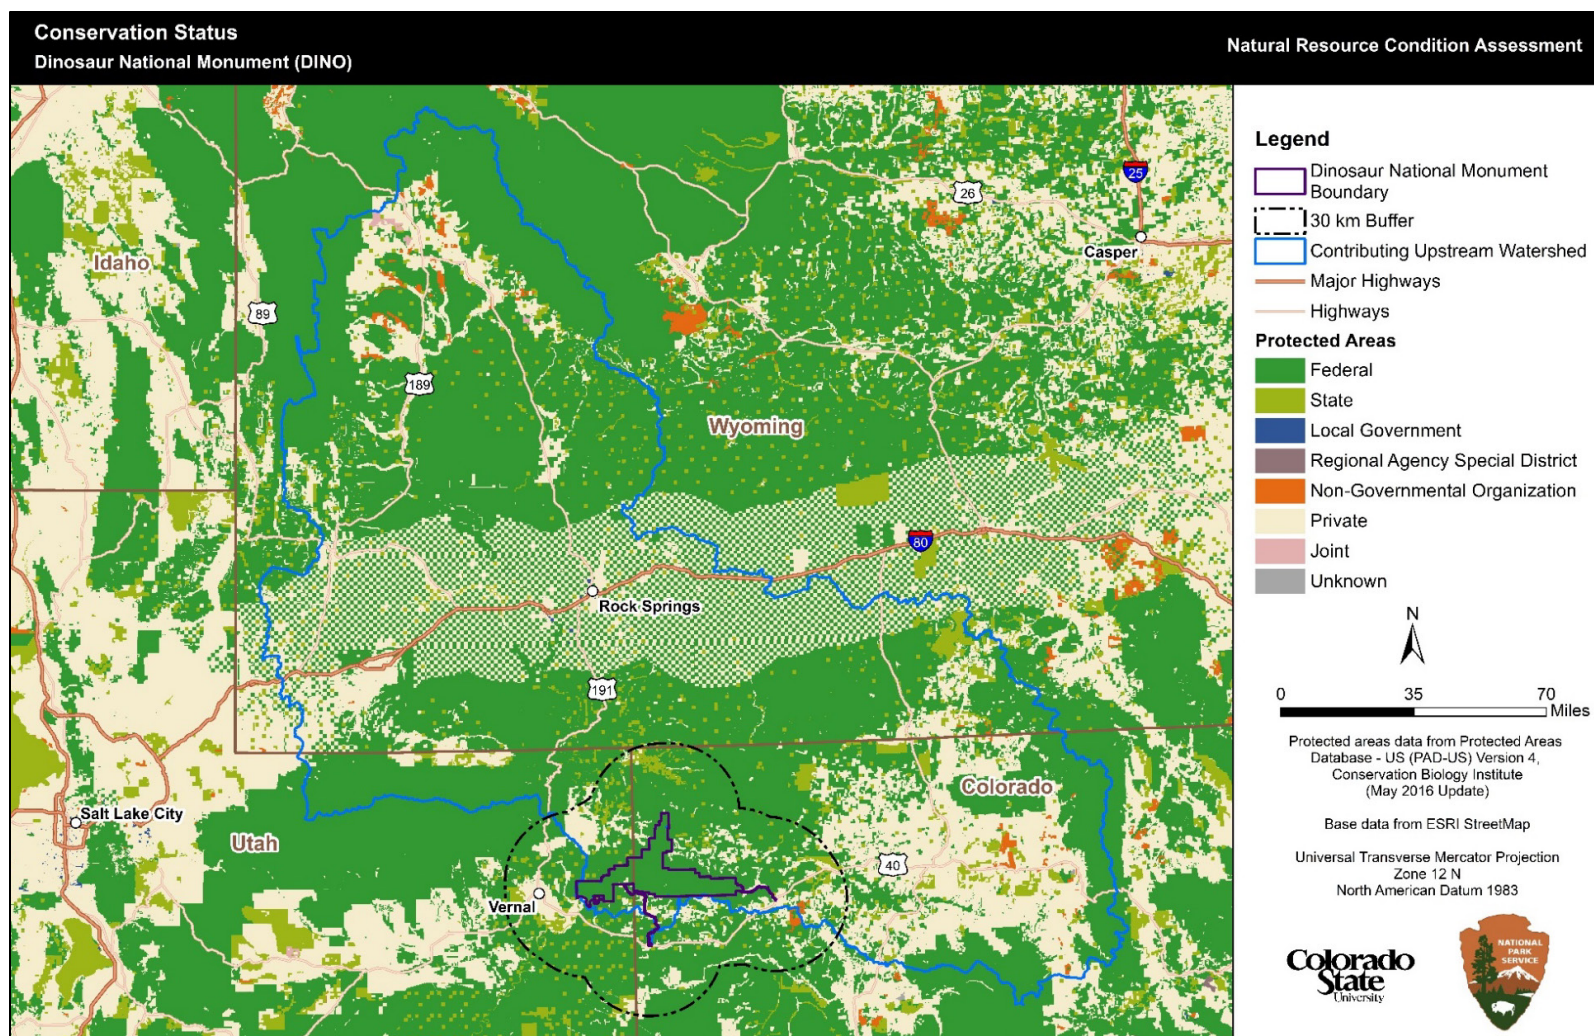 Conservation Status
Dinosaur National Monument (DINO)
Natural Resource Condition Assessment
Idaho
89
189
26
25
Casper
Wyoming
80
Rock Springs
191
Salt Lake City
Utah
Colorado
40
Vernal
Legend
Dinosaur National Monument
Boundary
30 km Buffer
Contributing Upstream Watershed
Major Highways
Highways
Protected Areas
Federal
State
Local Government
Regional Agency Special District
Non-Governmental Organization
Private
Joint
Unknown
N
0 35 70
Miles
Protected areas data from Protected Areas
Database - US (PAD-US) Version 4,
Conservation Biology Institute
(May 2016 Update)
Base data from ESRI StreetMap
Universal Transverse Mercator Projection
Zone 12 N
North American Datum 1983
Colorado
State
University
NATIONAL
PARK
SERVICE